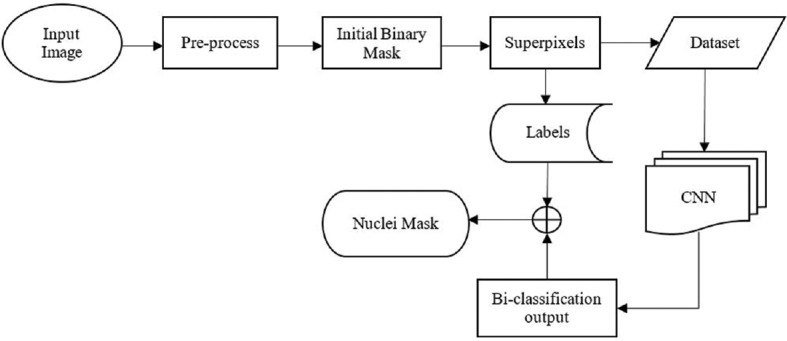 Input
Image
Pre-process
Initial Binary
Mask
Superpixels
Dataset
Labels
CNN
Nuclei Mask
Bi-classification
output